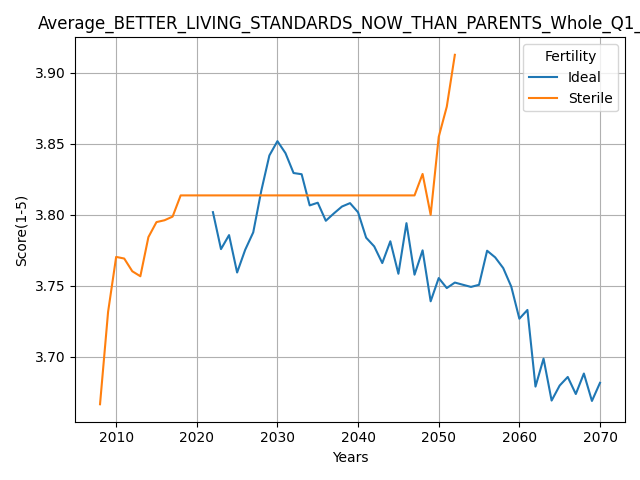 Average_BETTER_LIVING_STANDARDS_NOW_THAN_PARENTS_Whole_Q1_
Fertility
Ideal
Sterile
Score(1-5)
3.90
3.85
3.80
3.75
3.70
2010 2020 2030 2040 2050 2060 2070
Years